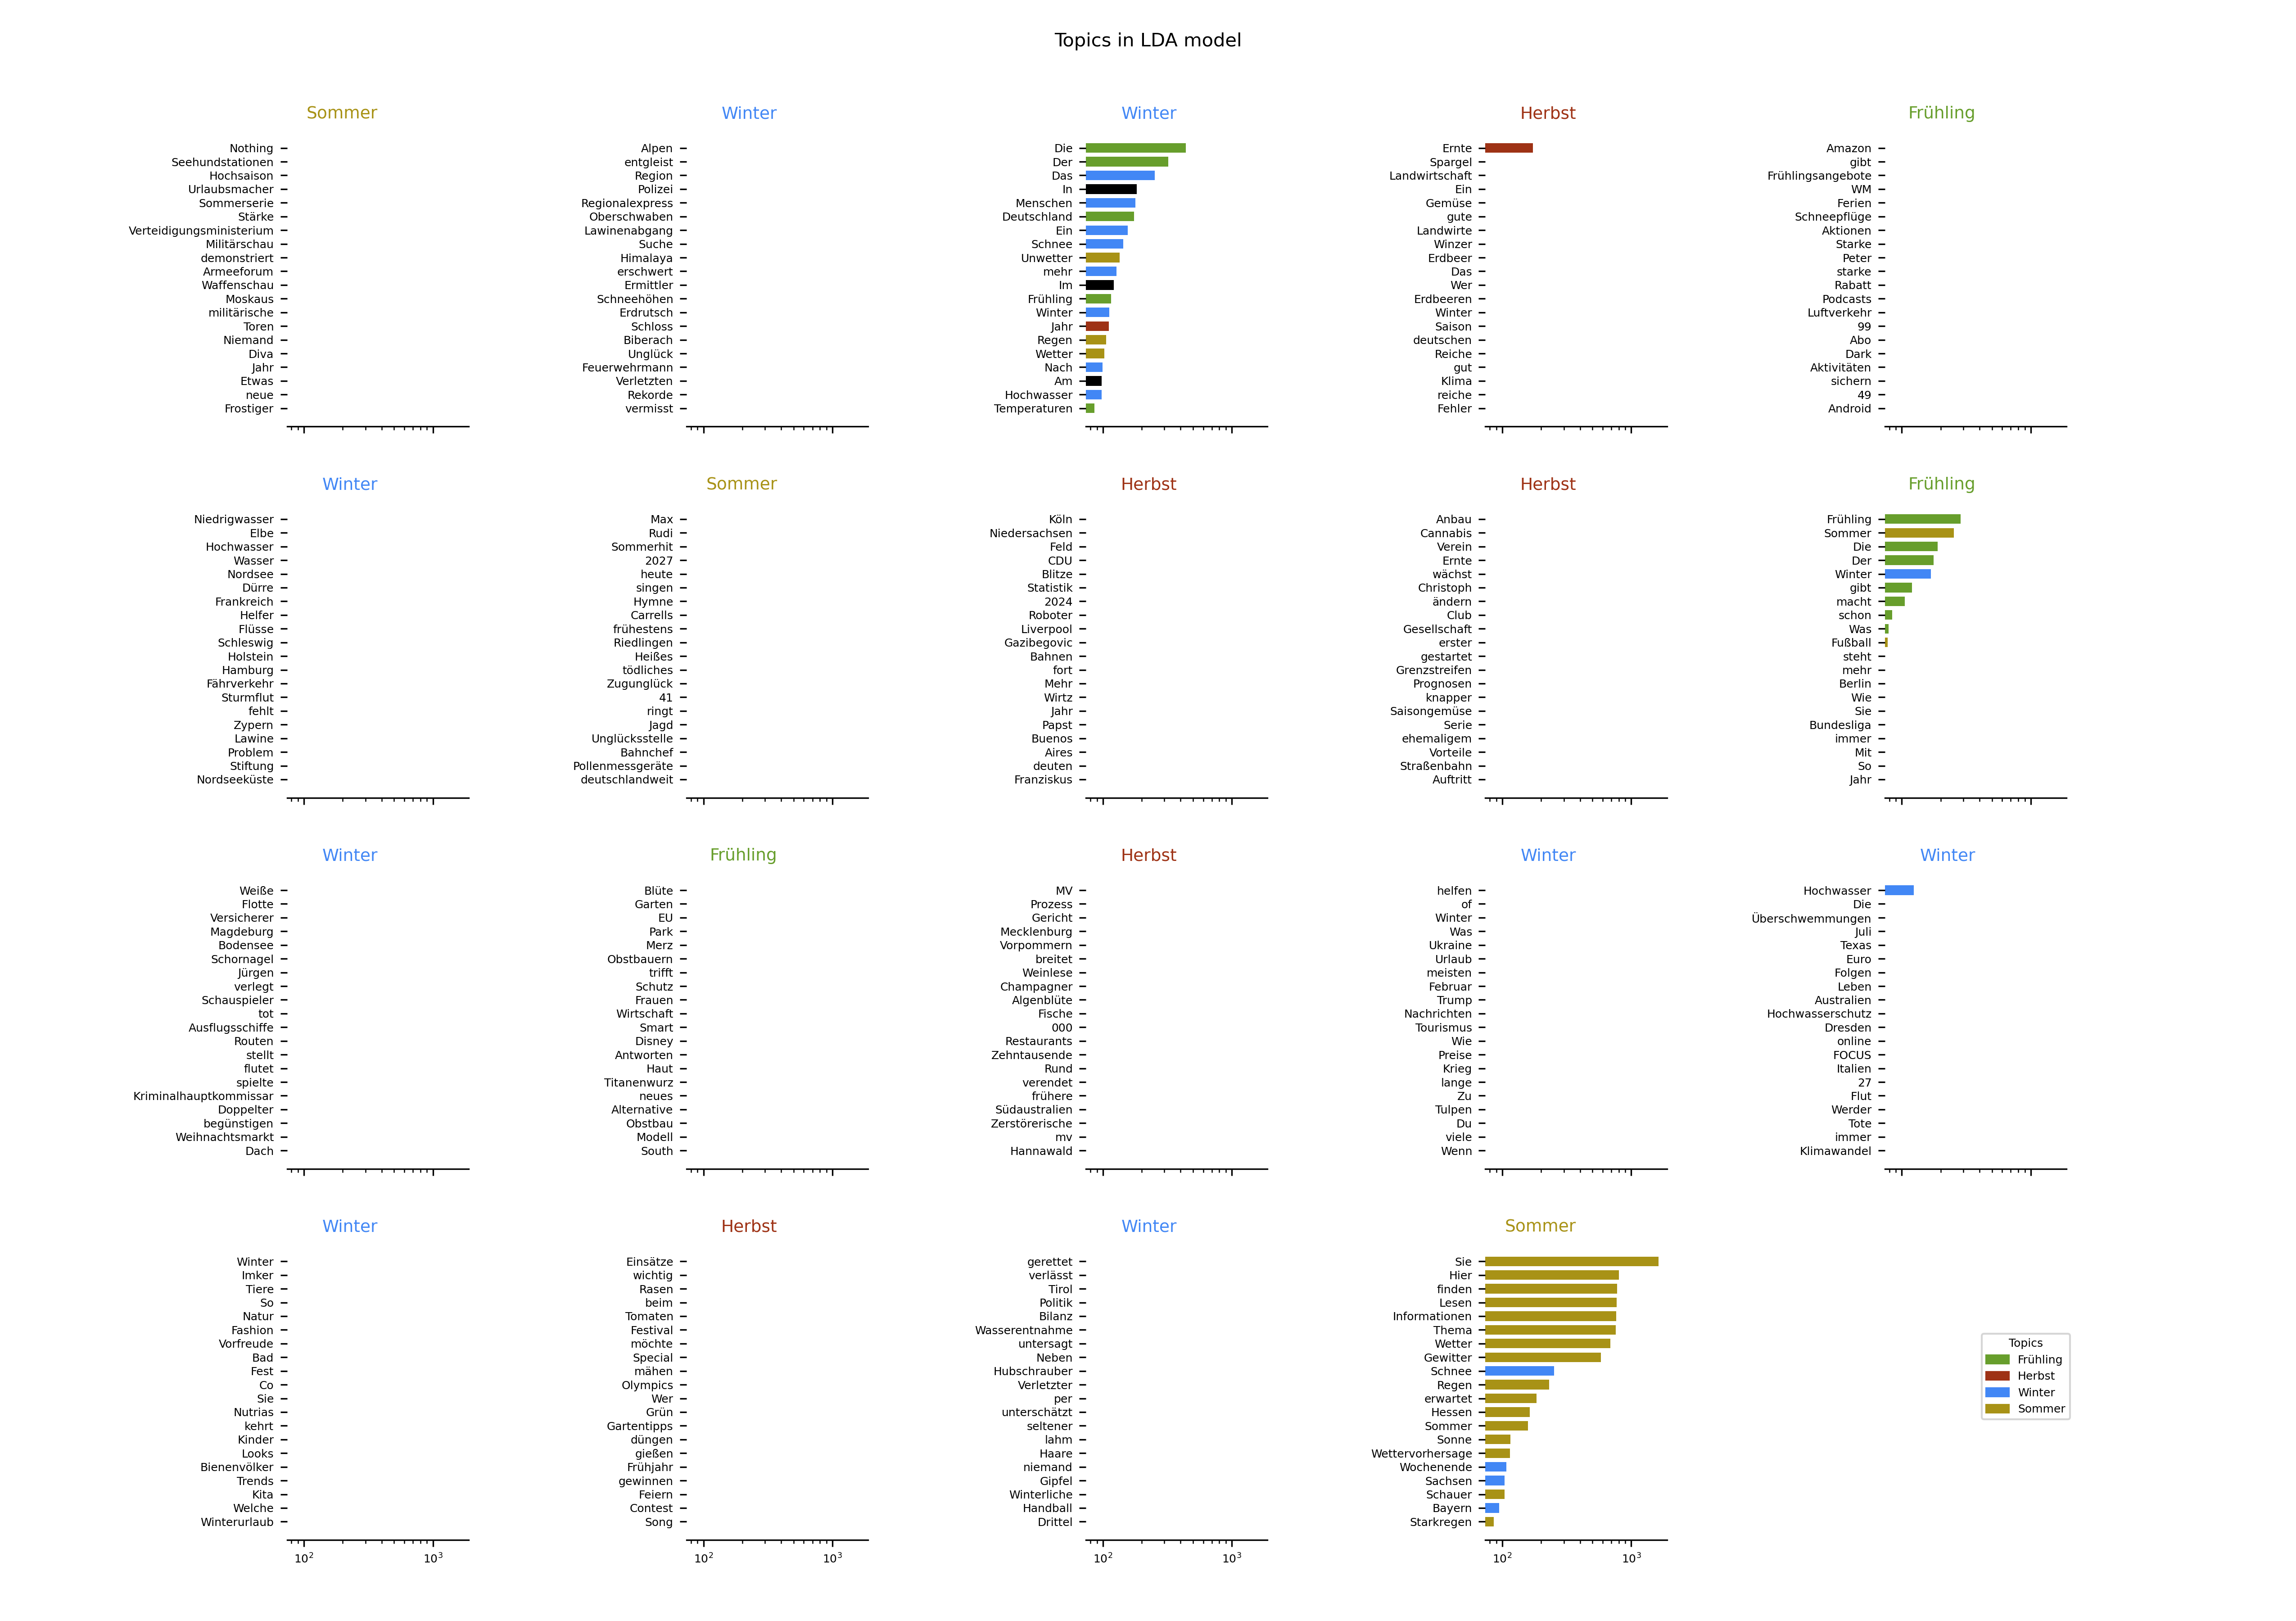 Topics in LDA model
Sommer
Nothing
Seehundstationen
Hochsaison
Urlaubsmacher
Sommerserie
Stärke
Verteidigungsministerium
Militärschau
demonstriert
Armeeforum
Waffenschau
Moskaus
militärische
Toren
Niemand
Diva
Jahr
Etwas
neue
Frostiger
Winter
Alpen
entgleist
Region
Polizei
Regionalexpress
Oberschwaben
Lawinenabgang
Suche
Himalaya
erschwert
Ermittler
Schneehöhen
Erdrutsch
Schloss
Biberach
Unglück
Feuerwehrmann
Verletzten
Rekorde
vermisst
Winter
Die
Der
Das
In
Menschen
Deutschland
Ein
Schnee
Unwetter
mehr
Im
Frühling
Winter
Jahr
Regen
Wetter
Nach
Am
Hochwasser
Temperaturen
Herbst
Ernte
Spargel
Landwirtschaft
Ein
Gemüse
gute
Landwirte
Winzer
Erdbeer
Das
Wer
Erdbeeren
Winter
Saison
deutschen
Reiche
gut
Klima
reiche
Fehler
Frühling
Amazon
gibt
Frühlingsangebote
WM
Ferien
Schneepflüge
Aktionen
Starke
Peter
starke
Rabatt
Podcasts
Luftverkehr
99
Abo
Dark
Aktivitäten
sichern
49
Android
Winter
Niedrigwasser
Elbe
Hochwasser
Wasser
Nordsee
Dürre
Frankreich
Helfer
Flüsse
Schleswig
Holstein
Hamburg
Fährverkehr
Sturmflut
fehlt
Zypern
Lawine
Problem
Stiftung
Nordseeküste
Sommer
Max
Rudi
Sommerhit
2027
heute
singen
Hymne
Carrells
frühestens
Riedlingen
Heißes
tödliches
Zugunglück
41
ringt
Jagd
Unglücksstelle
Bahnchef
Pollenmessgeräte
deutschlandweit
Herbst
Köln
Niedersachsen
Feld
CDU
Blitze
Statistik
2024
Roboter
Liverpool
Gazibegovic
Bahnen
fort
Mehr
Wirtz
Jahr
Papst
Buenos
Aires
deuten
Franziskus
Herbst
Anbau
Cannabis
Verein
Ernte
wächst
Christoph
ändern
Club
Gesellschaft
erster
gestartet
Grenzstreifen
Prognosen
knapper
Saisongemüse
Serie
ehemaligem
Vorteile
Straßenbahn
Auftritt
Frühling
Frühling
Sommer
Die
Der
Winter
gibt
macht
schon
Was
Fußball
steht
mehr
Berlin
Wie
Sie
Bundesliga
immer
Mit
So
Jahr
Winter
Weiße
Flotte
Versicherer
Magdeburg
Bodensee
Schornagel
Jürgen
verlegt
Schauspieler
tot
Ausflugsschiffe
Routen
stellt
flutet
spielte
Kriminalhauptkommissar
Doppelter
begünstigen
Weihnachtsmarkt
Dach
Frühling
Blüte
Garten
EU
Park
Merz
Obstbauern
trifft
Schutz
Frauen
Wirtschaft
Smart
Disney
Antworten
Haut
Titanenwurz
neues
Alternative
Obstbau
Modell
South
Herbst
MV
Prozess
Gericht
Mecklenburg
Vorpommern
breitet
Weinlese
Champagner
Algenblüte
Fische
000
Restaurants
Zehntausende
Rund
verendet
frühere
Südaustralien
Zerstörerische
mv
Hannawald
Winter
helfen
of
Winter
Was
Ukraine
Urlaub
meisten
Februar
Trump
Nachrichten
Tourismus
Wie
Preise
Krieg
lange
Zu
Tulpen
Du
viele
Wenn
Winter
Hochwasser
Die
Überschwemmungen
Juli
Texas
Euro
Folgen
Leben
Australien
Hochwasserschutz
Dresden
online
FOCUS
Italien
27
Flut
Werder
Tote
immer
Klimawandel
Winter
Winter
Imker
Tiere
So
Natur
Fashion
Vorfreude
Bad
Fest
Co
Sie
Nutrias
kehrt
Kinder
Looks
Bienenvölker
Trends
Kita
Welche
Winterurlaub
10²
10³
Herbst
Einsätze
wichtig
Rasen
beim
Tomaten
Festival
möchte
Special
mähen
Olympics
Wer
Grün
Gartentipps
düngen
gießen
Frühjahr
gewinnen
Feiern
Contest
Song
10²
10³
Winter
gerettet
verlässt
Tirol
Politik
Bilanz
Wasserentnahme
untersagt
Neben
Hubschrauber
Verletzter
per
unterschätzt
seltener
lahm
Haare
niemand
Gipfel
Winterliche
Handball
Drittel
10²
10³
Sommer
Sie
Hier
finden
Lesen
Informationen
Thema
Wetter
Gewitter
Schnee
Regen
erwartet
Hessen
Sommer
Sonne
Wettervorhersage
Wochenende
Sachsen
Schauer
Bayern
Starkregen
10²
10³
Topics
Frühling
Herbst
Winter
Sommer